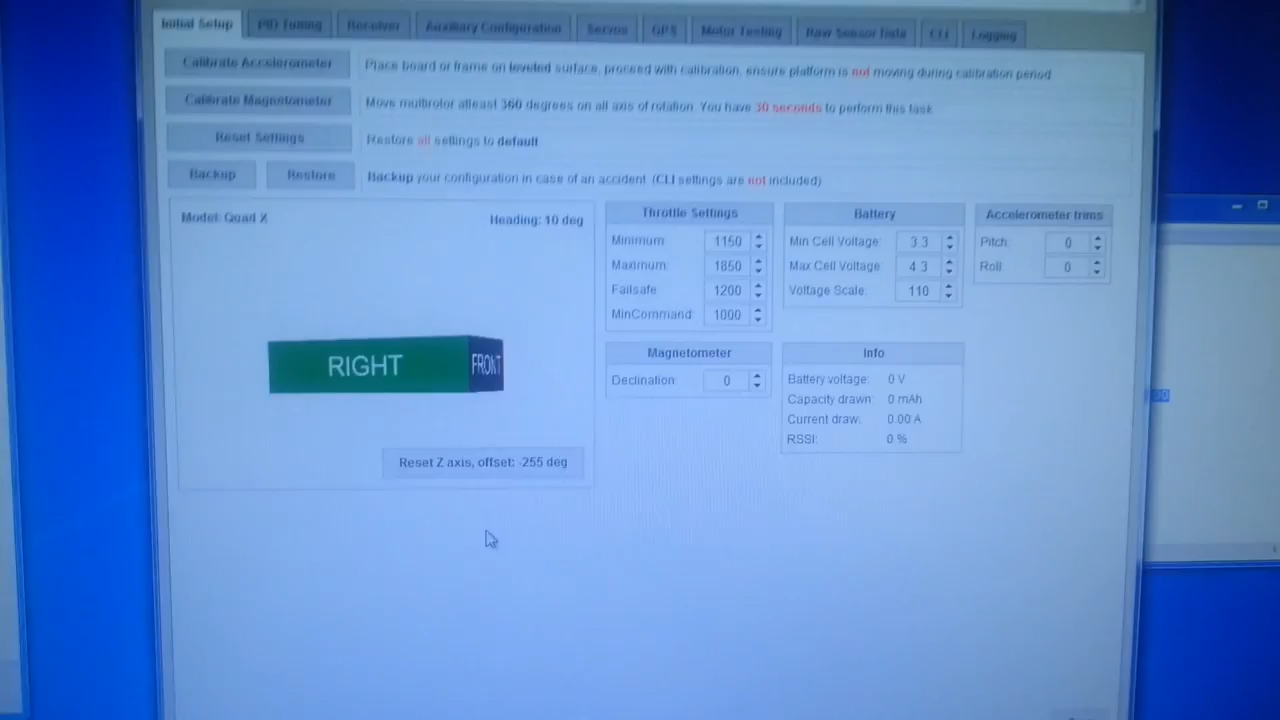 Initial Setup PID Tuning Receiver Auxiliary Configuration Servos GPS Motor Testing Raw Sensor Data CLI Logging
Calibrate Accelerometer Place board or frame on leveled surface, proceed with calibration, ensure platform is not moving during calibration period
Calibrate Magnetometer Move multirotor atleast 360 degrees on all axis of rotation. You have 30 seconds to perform this task
Reset Settings Restore all settings to default
Backup Restore Backup your configuration in case of an accident (CLI settings are not included)
Model: Quad X Heading: 10 deg
RIGHT FRONT
Reset Z axis, offset: -255 deg
Throttle Settings
Minimum: 1150
Maximum: 1850
Failsafe 1200
MinCommand: 1000
Battery
Min Cell Voltage: 3.3
Max Cell Voltage 4.3
Voltage Scale: 110
Accelerometer trims
Pitch: 0
Roll: 0
Magnetometer
Declination: 0
Info
Battery voltage: 0 V
Capacity drawn: 0 mAh
Current draw: 0.00 A
RSSI: 0 %